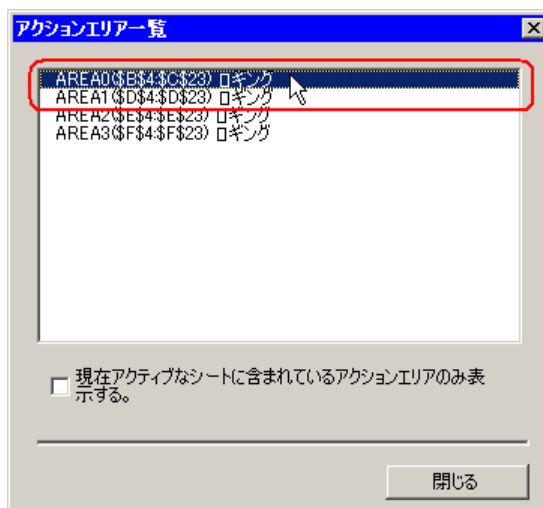 アクションエリア一覧
AREA0($B$4:$C$23) ロギング
AREA1($D$4:$D$23) ロギング
AREA2($E$4:$E$23) ロギング
AREA3($F$4:$F$23) ロギング
現在アクティブなシートに含まれているアクションエリアのみ表
示する。
閉じる